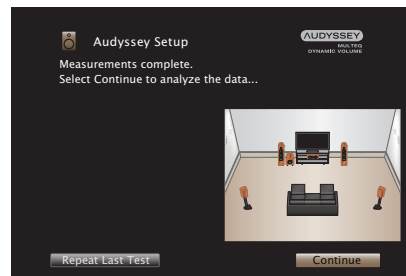 Audyssey Setup
AUDYSSEY
MULTEQ
DYNAMIC VOLUME
Measurements complete.
Select Continue to analyze the data...
Repeat Last Test
Continue